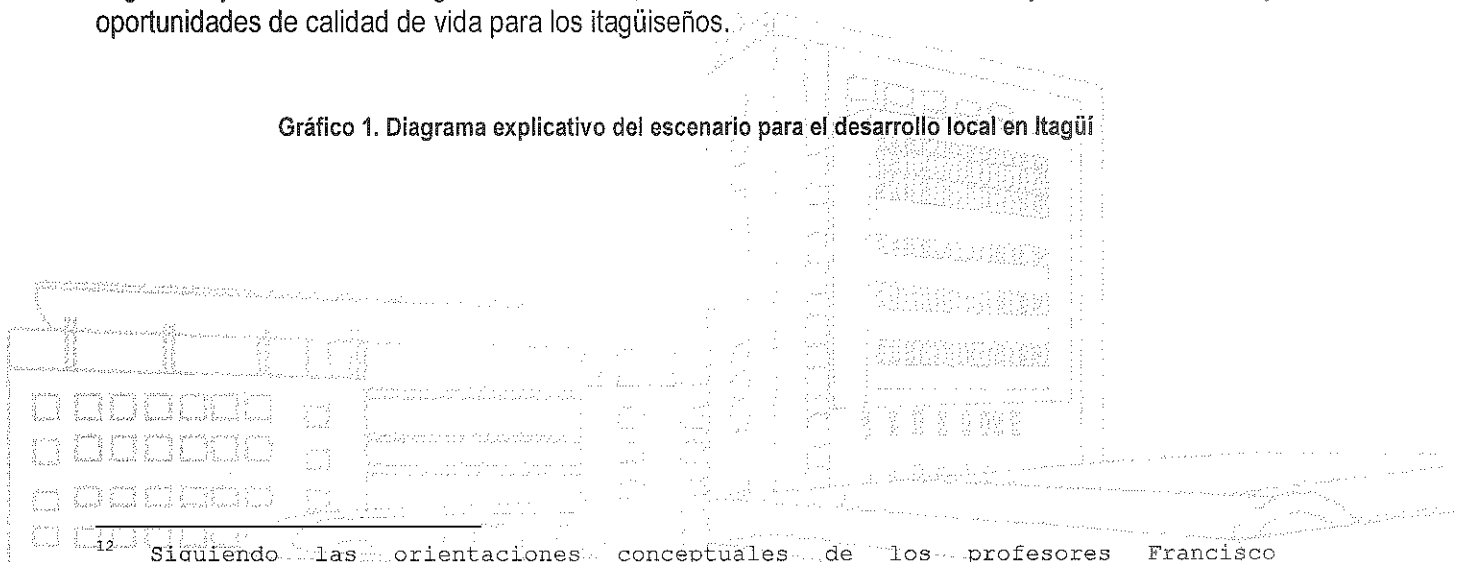 oportunidades de calidad de vida para los itagüiseños.
Gráfico 1. Diagrama explicativo del escenario para el desarrollo local en Itagüí
12 Siguiendo las orientaciones conceptuales de los profesores Francisco